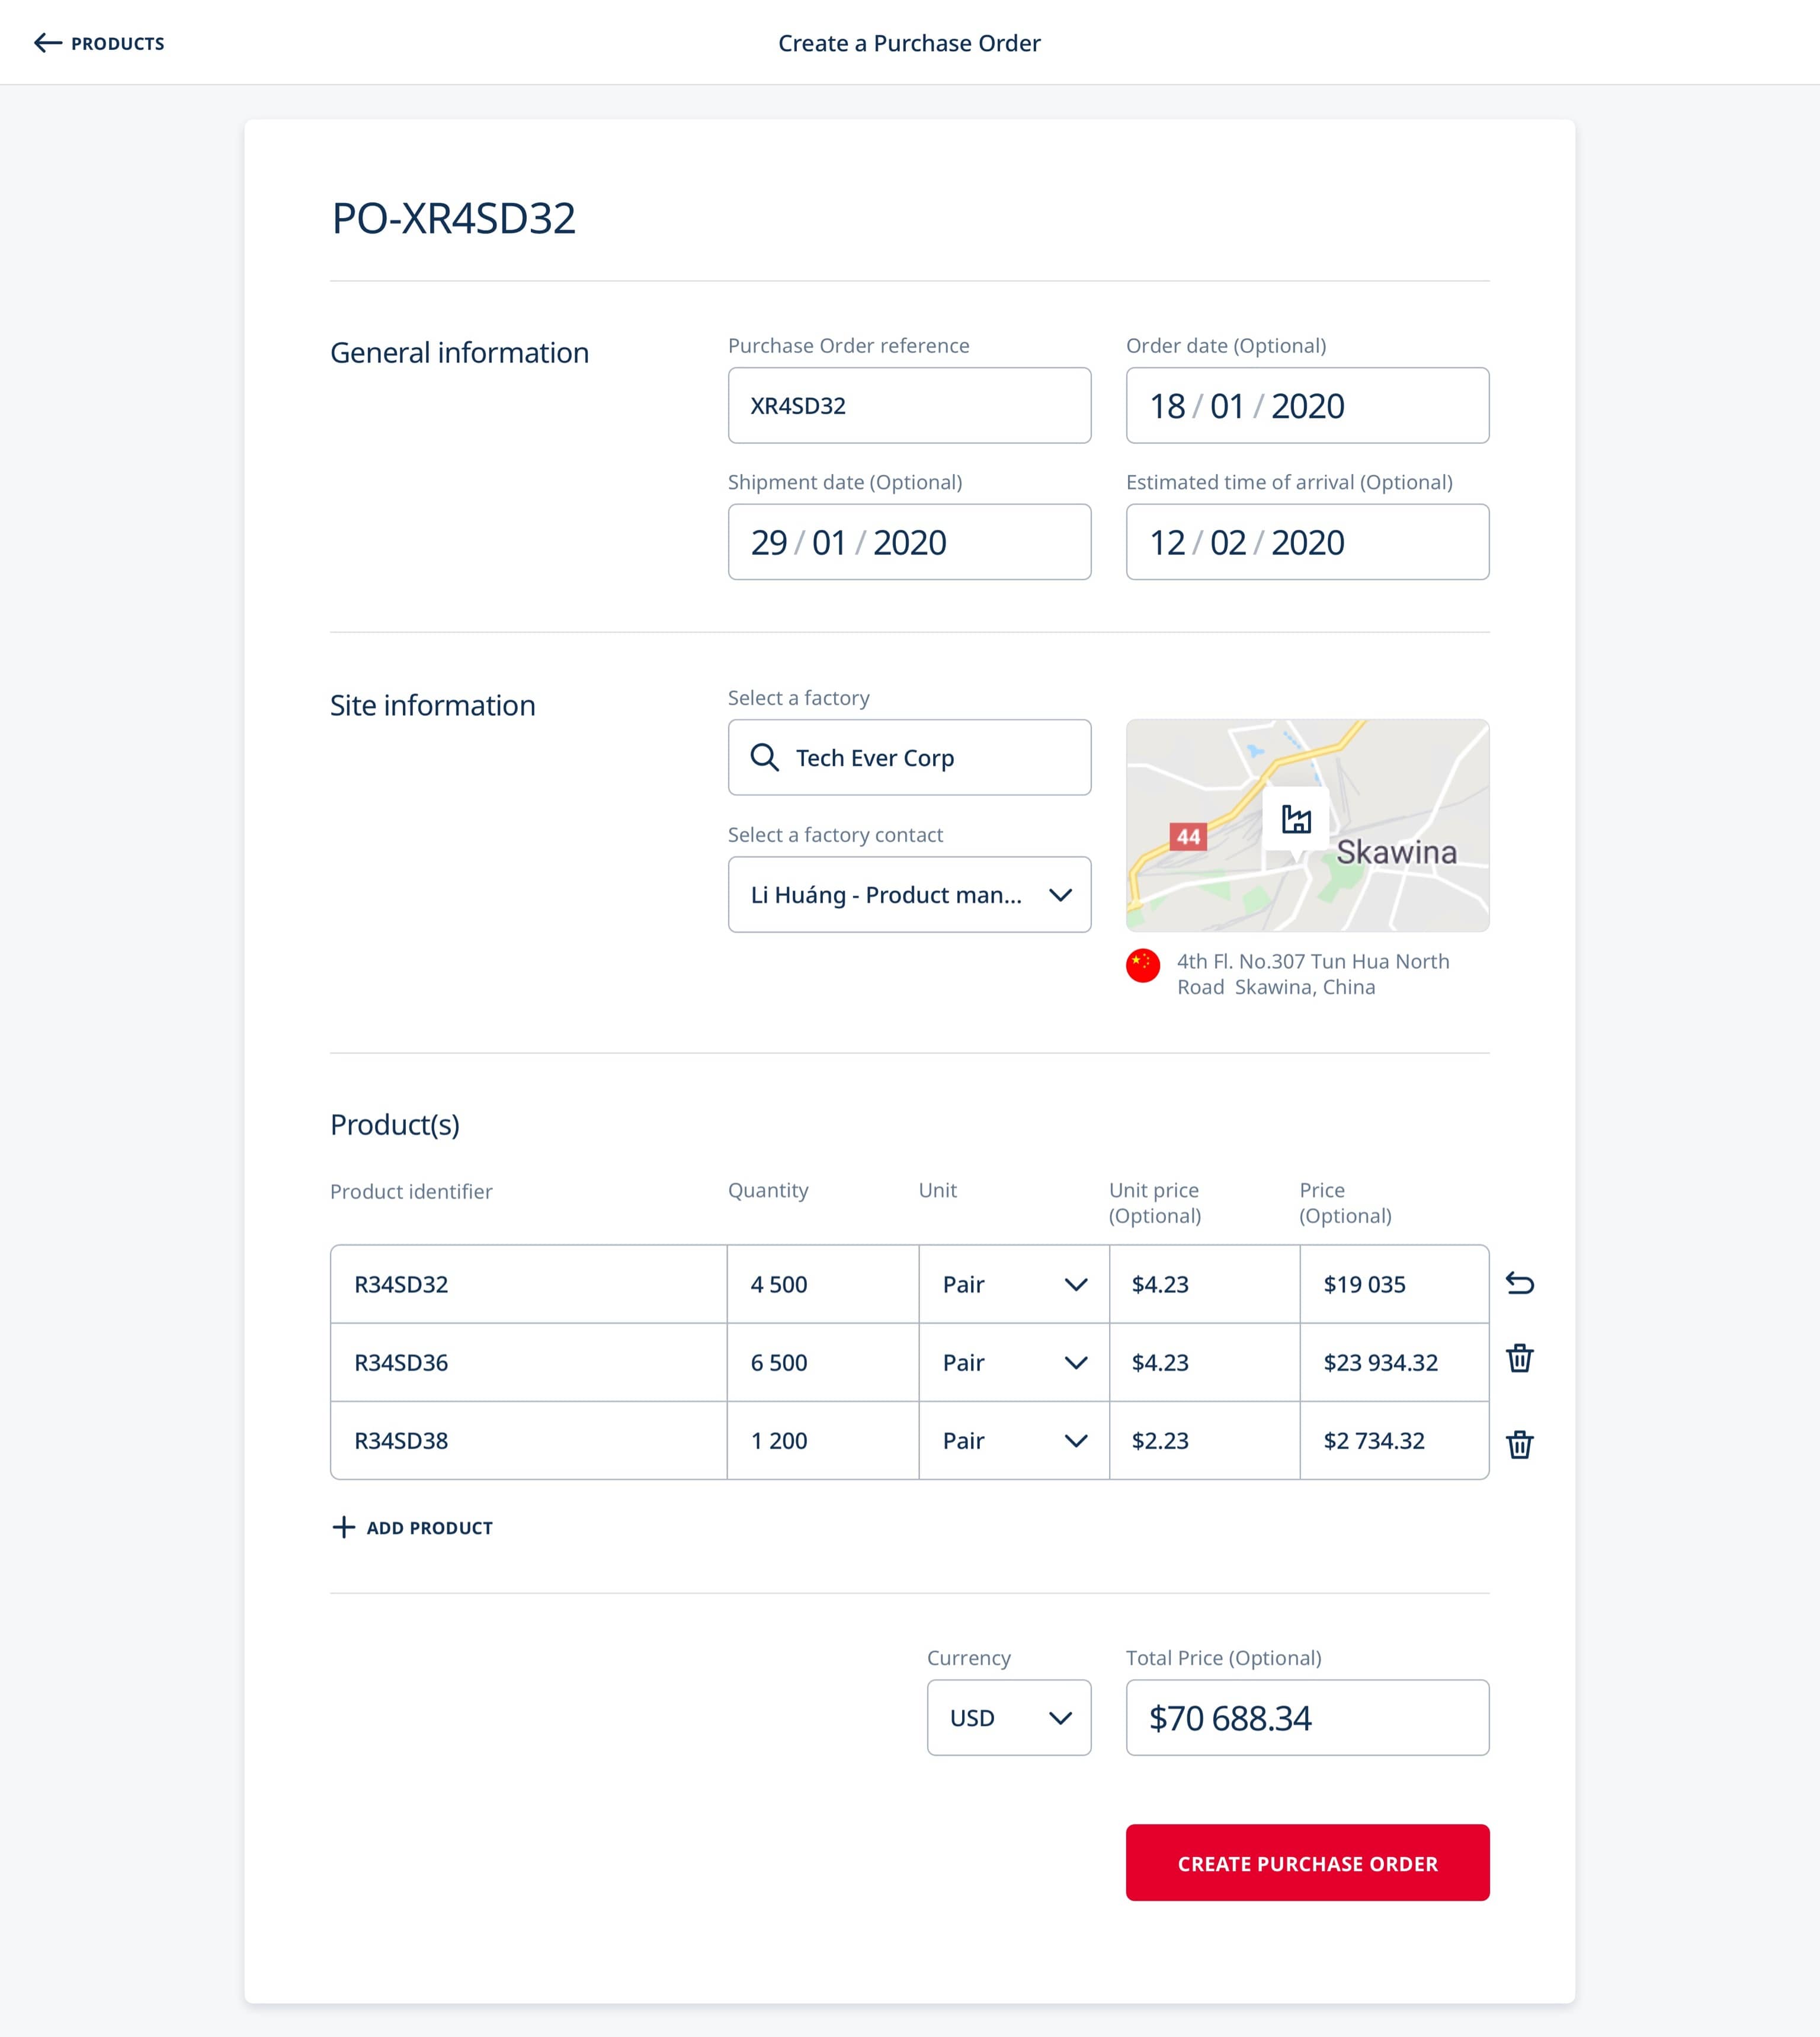 PRODUCTS
Create a Purchase Order
PO-XR4SD32
General information
Purchase Order reference
Order date (Optional)
XR4SD32
18 / 01 / 2020
Shipment date (Optional)
Estimated time of arrival (Optional)
29 / 01 / 2020
12 / 02 / 2020
Site information
Select a factory
Tech Ever Corp
Select a factory contact
Li Huáng - Product man...
44
Skawina
4th Fl. No.307 Tun Hua North
Road  Skawina, China
Product(s)
Product identifier
Quantity
Unit
Unit price
(Optional)
Price
(Optional)
R34SD32 4 500 Pair $4.23 $19 035
R34SD36 6 500 Pair $4.23 $23 934.32
R34SD38 1 200 Pair $2.23 $2 734.32
ADD PRODUCT
Currency
Total Price (Optional)
USD
$70 688.34
CREATE PURCHASE ORDER